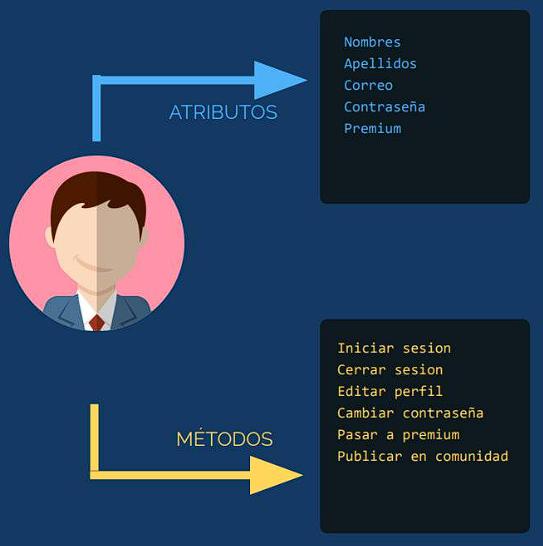 ATRIBUTOS
Nombres
Apellidos
Correo
Contraseña
Premium
MÉTODOS
Iniciar sesion
Cerrar sesion
Editar perfil
Cambiar contraseña
Pasar a premium
Publicar en comunidad